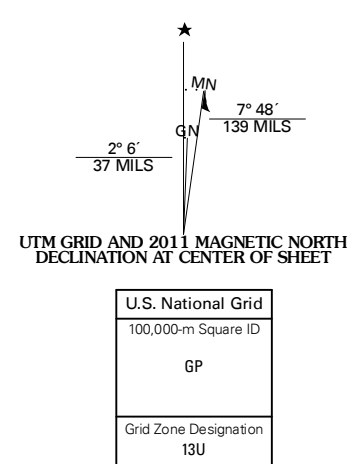 ★
MN
7° 48´
139 MILS
GN
2° 6´
37 MILS
UTM GRID AND 2011 MAGNETIC NORTH
DECLINATION AT CENTER OF SHEET
U.S. National Grid
100,000-m Square ID
GP
Grid Zone Designation
13U